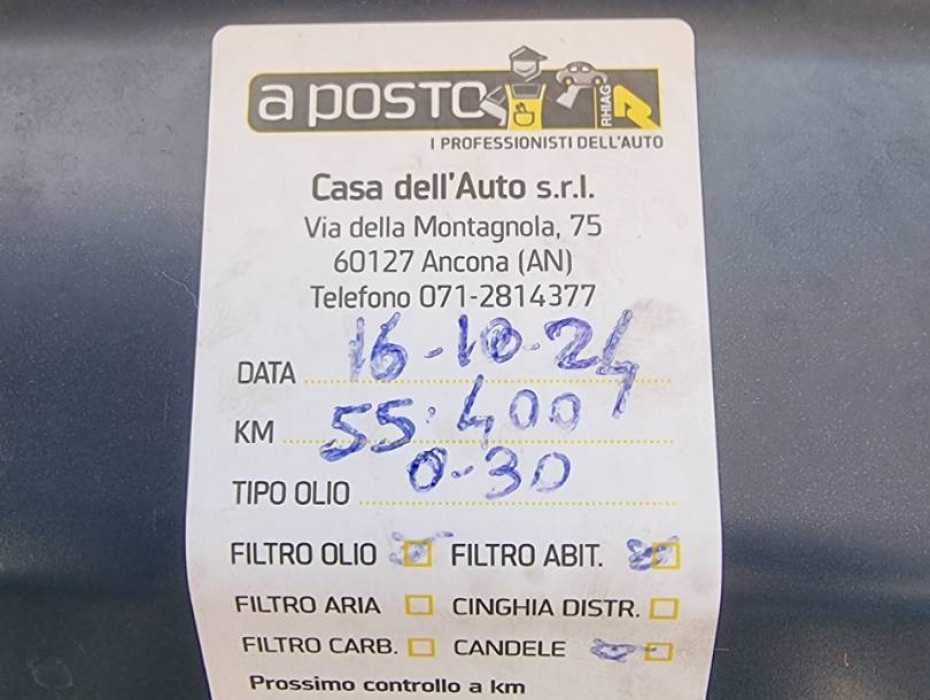 a posto
RHIAG
I PROFESSIONISTI DELL'AUTO
Casa dell'Auto s.r.l.
Via della Montagnola, 75
60127 Ancona (AN)
Telefono 071-2814377
DATA 16-10-24
KM 55.400
TIPO OLIO 0-30
FILTRO OLIO FILTRO ABIT.
FILTRO ARIA CINGHIA DISTR.
FILTRO CARB. CANDELE
Prossimo controllo a km